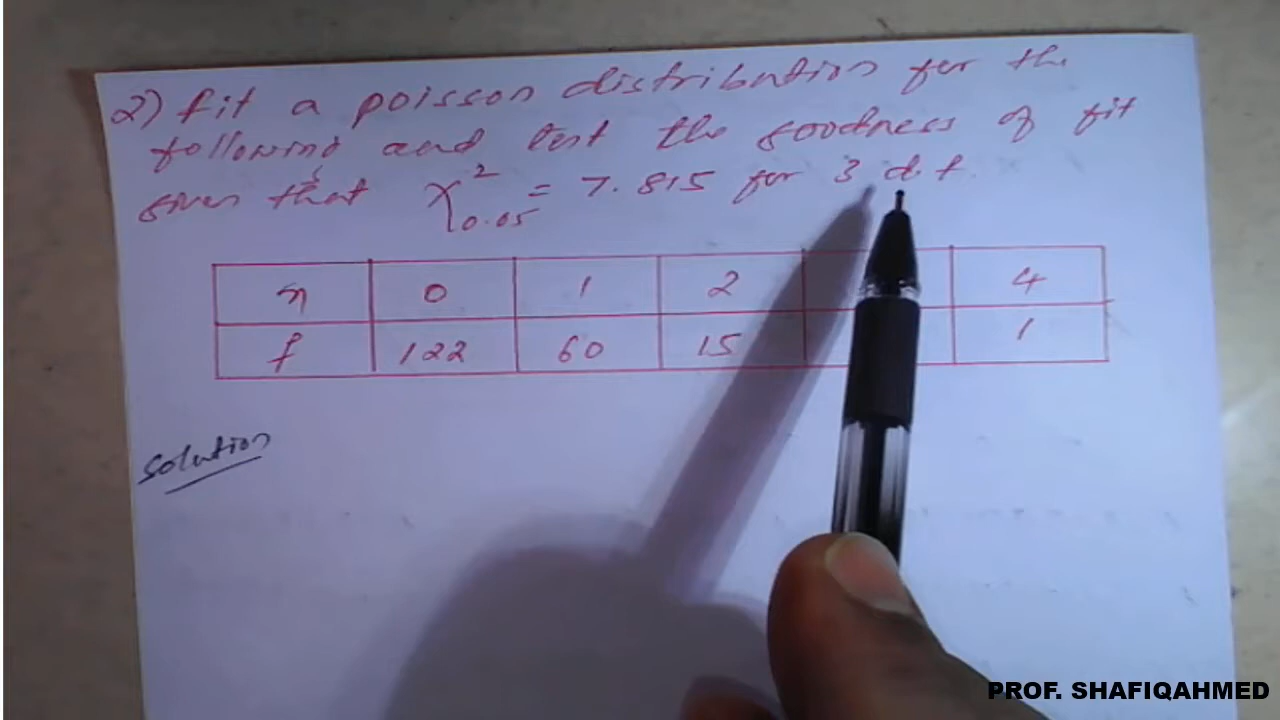 2) fit a poisson distribution for the
following and test the goodness of fit
given that χ²0.05 = 7.815 for 3 d.f.
x 0 1 2 4
f 122 60 15 1
Solution
PROF. SHAFIQAHMED